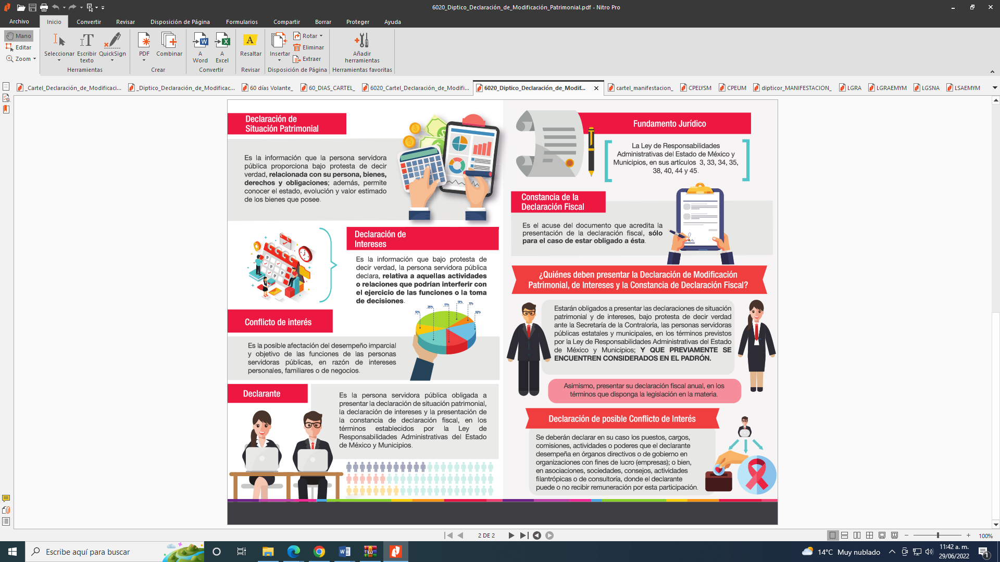 6020_Diptico_Declaración_de_Modificación_Patrimonial.pdf - Nitro Pro
Archivo
Inicio
Convertir
Revisar
Disposición de Página
Formularios
Compartir
Borrar
Proteger
Ayuda
Mano
Editar
Zoom
Seleccionar
Escribir
texto
QuickSign
Herramientas
PDF
Combinar
Crear
A
Word
A
Excel
Convertir
Resaltar
Revisar
Insertar
Rotar
Eliminar
Extraer
Disposición de Página
Añadir
herramientas
Herramientas favoritas
_Cartel_Declaración_de_Modificaci...
_Diptico_Declaración_de_Modificac...
60 días Volante_
60_DIAS_CARTEL_
6020_Cartel_Declaración_de_Modifi...
6020_Diptico_Declaración_de_Modif...
cartel_manifestacion_
CPELYSM
CPEUM
dipticor_MANIFESTACION_
LGRA
LGRAEMYM
LGSNA
LSAEMYM
Declaración de
Situación Patrimonial
Es la información que la persona servidora
pública proporciona bajo protesta de decir
verdad, relacionada con su persona, bienes,
derechos y obligaciones; además, permite
conocer el estado, evolución y valor estimado
de los bienes que posee.
Declaración de
Intereses
Es la información que bajo protesta de
decir verdad, la persona servidora pública
declara, relativa a aquellas actividades
o relaciones que podrían interferir con
el ejercicio de las funciones o la toma
de decisiones.
Conflicto de interés
Es la posible afectación del desempeño imparcial
y objetivo de las funciones de las personas
servidoras públicas, en razón de intereses
personales, familiares o de negocios.
Declarante
Es la persona servidora pública obligada a
presentar la declaración de situación patrimonial,
la declaración de intereses y la presentación de
la constancia de declaración fiscal, en los
términos establecidos por la Ley de
Responsabilidades Administrativas del Estado
de México y Municipios.
Fundamento Jurídico
La Ley de Responsabilidades
Administrativas del Estado de México y
Municipios, en sus artículos 3, 33, 34, 35,
38, 40, 44 y 45.
Constancia de la
Declaración Fiscal
Es el acuse del documento que acredita la
presentación de la declaración fiscal, sólo
para el caso de estar obligado a ésta.
¿Quiénes deben presentar la Declaración de Modificación
Patrimonial, de Intereses y la Constancia de Declaración Fiscal?
Estarán obligados a presentar las declaraciones de situación
patrimonial y de intereses, bajo protesta de decir verdad
ante la Secretaría de la Contraloría, las personas servidoras
públicas estatales y municipales, en los términos previstos
por la Ley de Responsabilidades Administrativas del Estado
de México y Municipios; Y QUE PREVIAMENTE SE
ENCUENTREN CONSIDERADOS EN EL PADRÓN.
Asimismo, presentar su declaración fiscal anual, en los
términos que disponga la legislación en la materia.
Declaración de posible Conflicto de Interés
Se deberán declarar en su caso los puestos, cargos,
comisiones, actividades o poderes que el declarante
desempeña en órganos directivos o de gobierno en
organizaciones con fines de lucro (empresas); o bien,
en asociaciones, sociedades, consejos, actividades
filantrópicas o de consultoría, donde el declarante
puede o no recibir remuneración por esta participación.
2 DE 2
100%
Escribe aquí para buscar
14°C Muy nublado
11:42 a. m.
29/06/2022
1